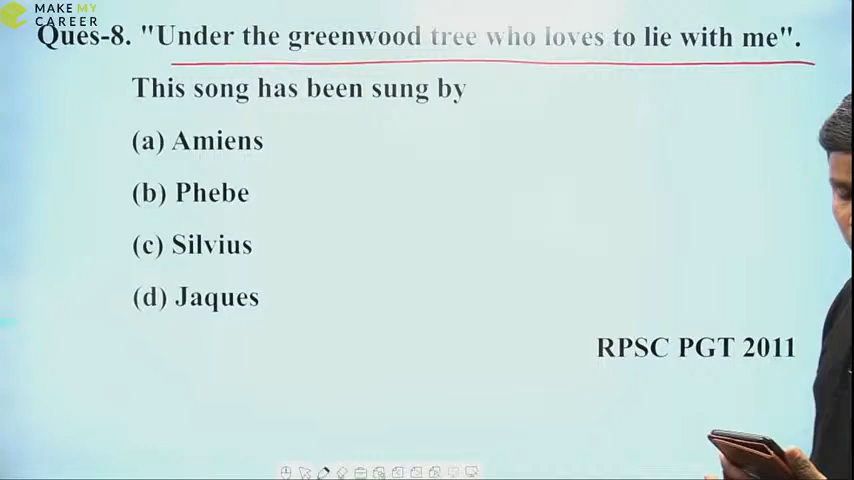 MAKE MY
CAREER
Ques-8. "Under the greenwood tree who loves to lie with me".
This song has been sung by
(a) Amiens
(b) Phebe
(c) Silvius
(d) Jaques
RPSC PGT 2011